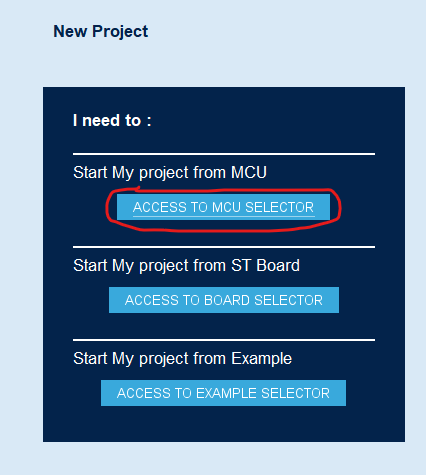 New Project
I need to :
Start My project from MCU
ACCESS TO MCU SELECTOR
Start My project from ST Board
ACCESS TO BOARD SELECTOR
Start My project from Example
ACCESS TO EXAMPLE SELECTOR